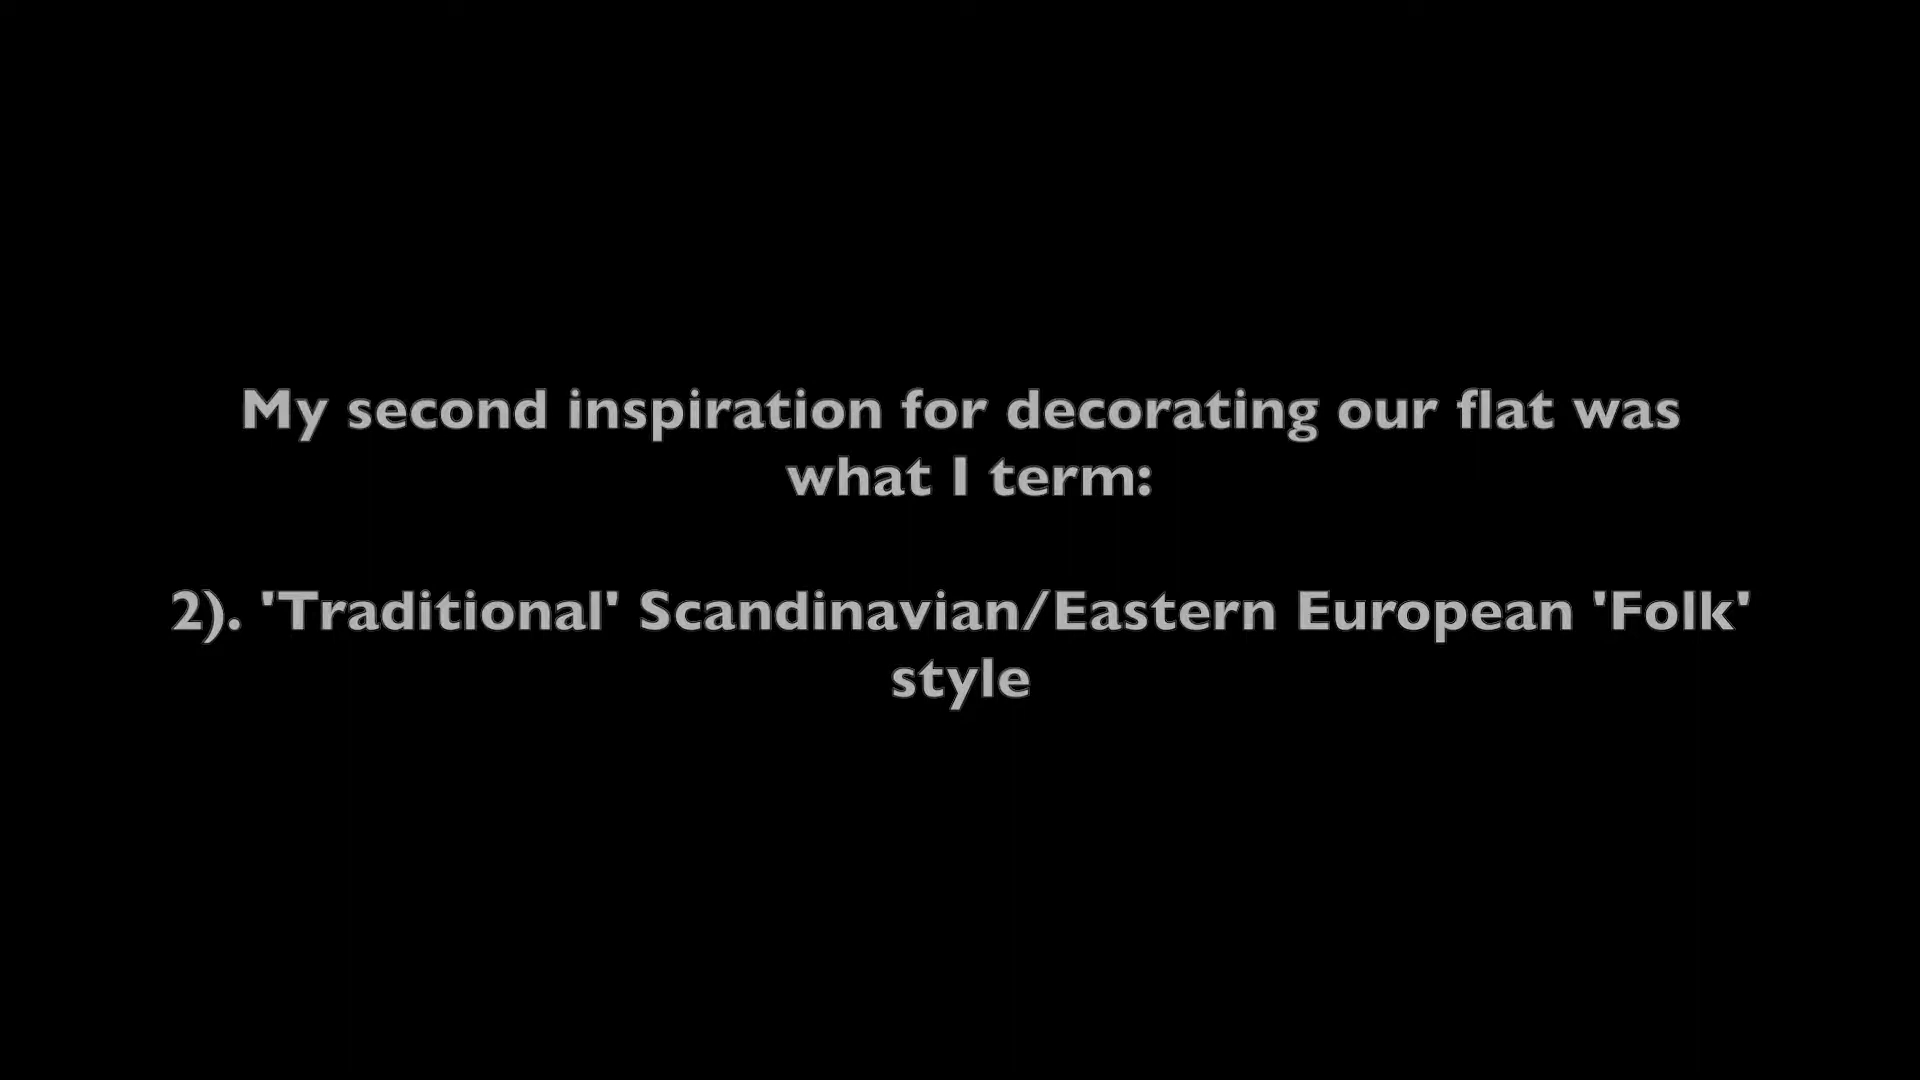 My second inspiration for decorating our flat was
what I term:
2). 'Traditional' Scandinavian/Eastern European 'Folk'
style